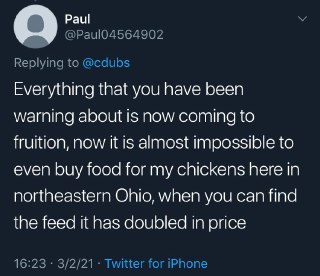 Paul
@Paul04564902
Replying to @cdubs
Everything that you have been
warning about is now coming to
fruition, now it is almost impossible to
even buy food for my chickens here in
northeastern Ohio, when you can find
the feed it has doubled in price
16:23 · 3/2/21 · Twitter for iPhone